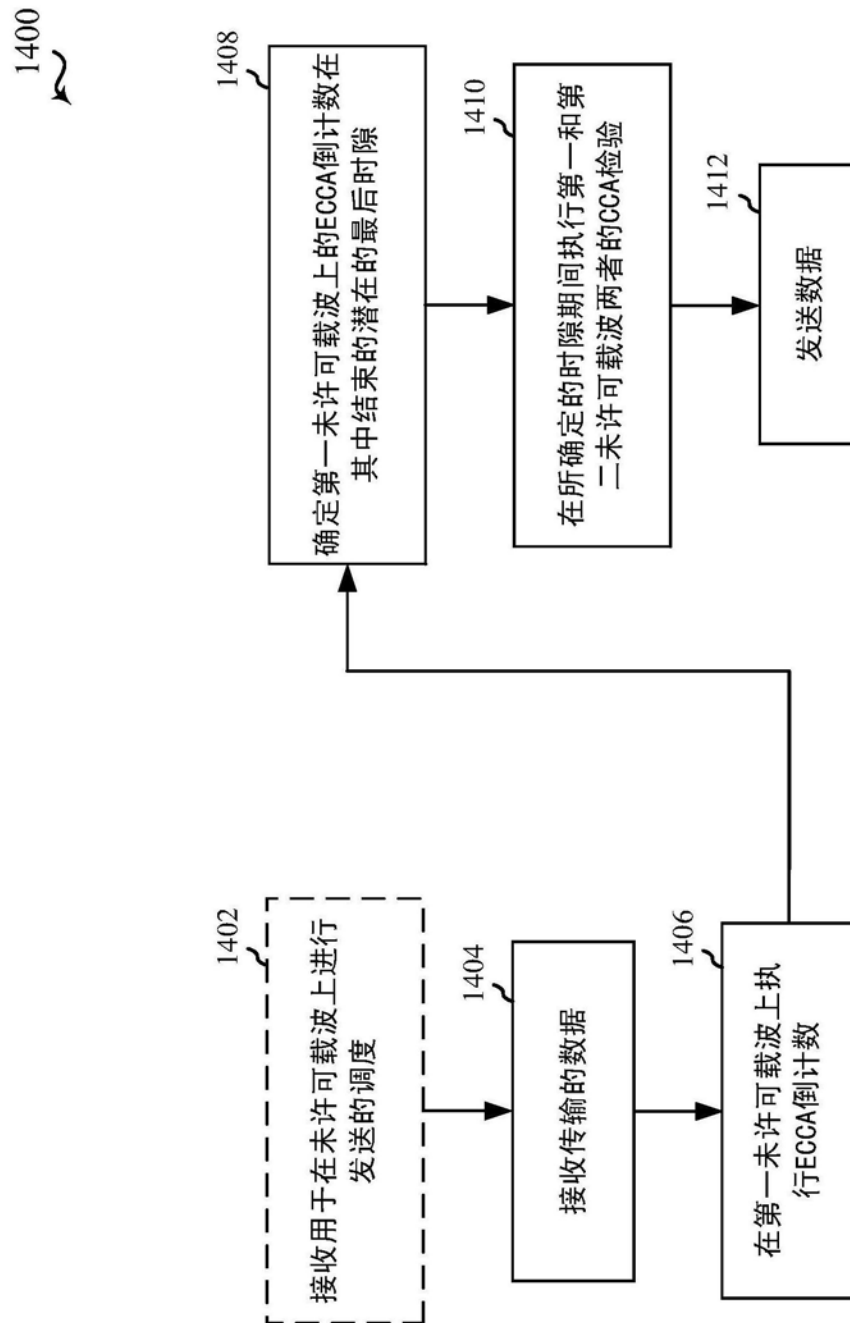 1400
1402
接收用于在未许可载波上进行
发送的调度
1404
接收传输的数据
1406
在第一未许可载波上执
行ECCA倒计数
1408
确定第一未许可载波上的ECCA倒计数在
其中结束的潜在的最后时隙
1410
在所确定的时隙期间执行第一和第
二未许可载波两者的CCA检验
1412
发送数据